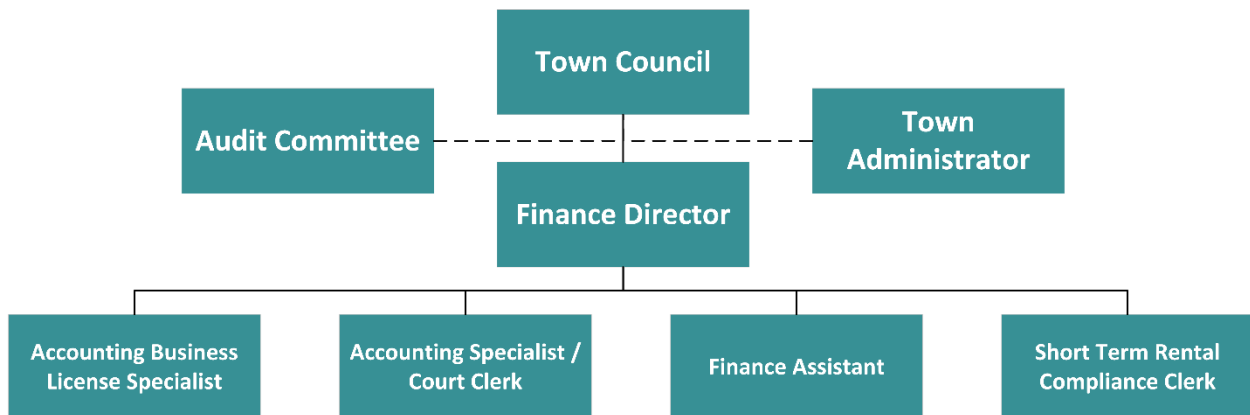 Town Council
Audit Committee
Town
Administrator
Finance Director
Accounting Business
License Specialist
Accounting Specialist /
Court Clerk
Finance Assistant
Short Term Rental
Compliance Clerk